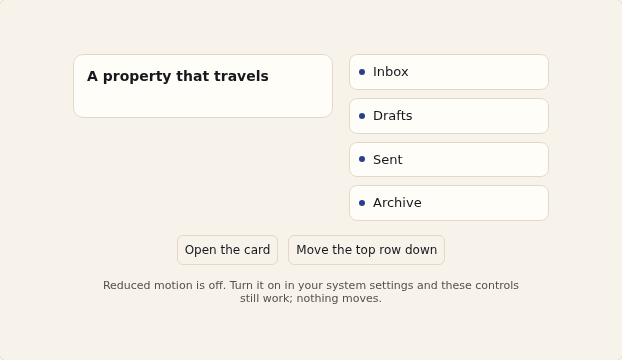 A property that travels
Inbox
Drafts
Sent
Archive
Open the card
Move the top row down
Reduced motion is off. Turn it on in your system settings and these controls
still work; nothing moves.